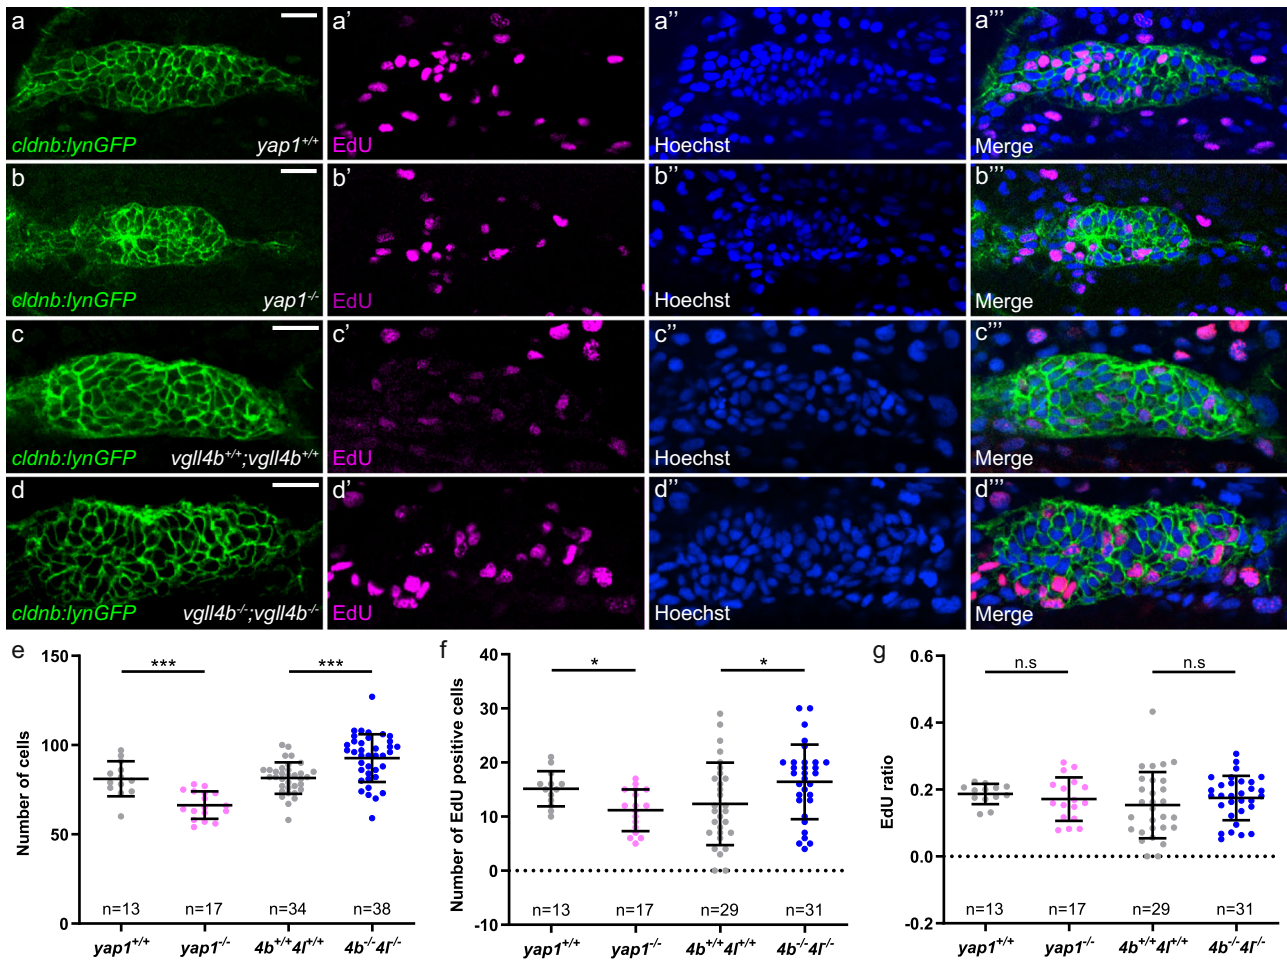 a a' a'' a'''
cldnb:lynGFP yap1+/+ EdU Hoechst Merge
b b' b'' b'''
cldnb:lynGFP yap1-/- EdU Hoechst Merge
c c' c'' c'''
cldnb:lynGFP vgll4b+/+;vgll4b+/+ EdU Hoechst Merge
d d' d'' d'''
cldnb:lynGFP vgll4b-/-;vgll4b-/- EdU Hoechst Merge
e
Number of cells
150
100
50
0
*** ***
n=13 n=17 n=34 n=38
yap1+/+ yap1-/- 4b+/+4l+/+ 4b-/-4l-/-
f
Number of EdU positive cells
40
30
20
10
0
-10
* *
n=13 n=17 n=29 n=31
yap1+/+ yap1-/- 4b+/+4l+/+ 4b-/-4l-/-
g
EdU ratio
0.6
0.4
0.2
0.0
-0.2
n.s n.s
n=13 n=17 n=29 n=31
yap1+/+ yap1-/- 4b+/+4l+/+ 4b-/-4l-/-